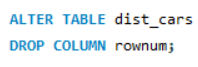 ALTER TABLE dist_cars
DROP COLUMN rownum;